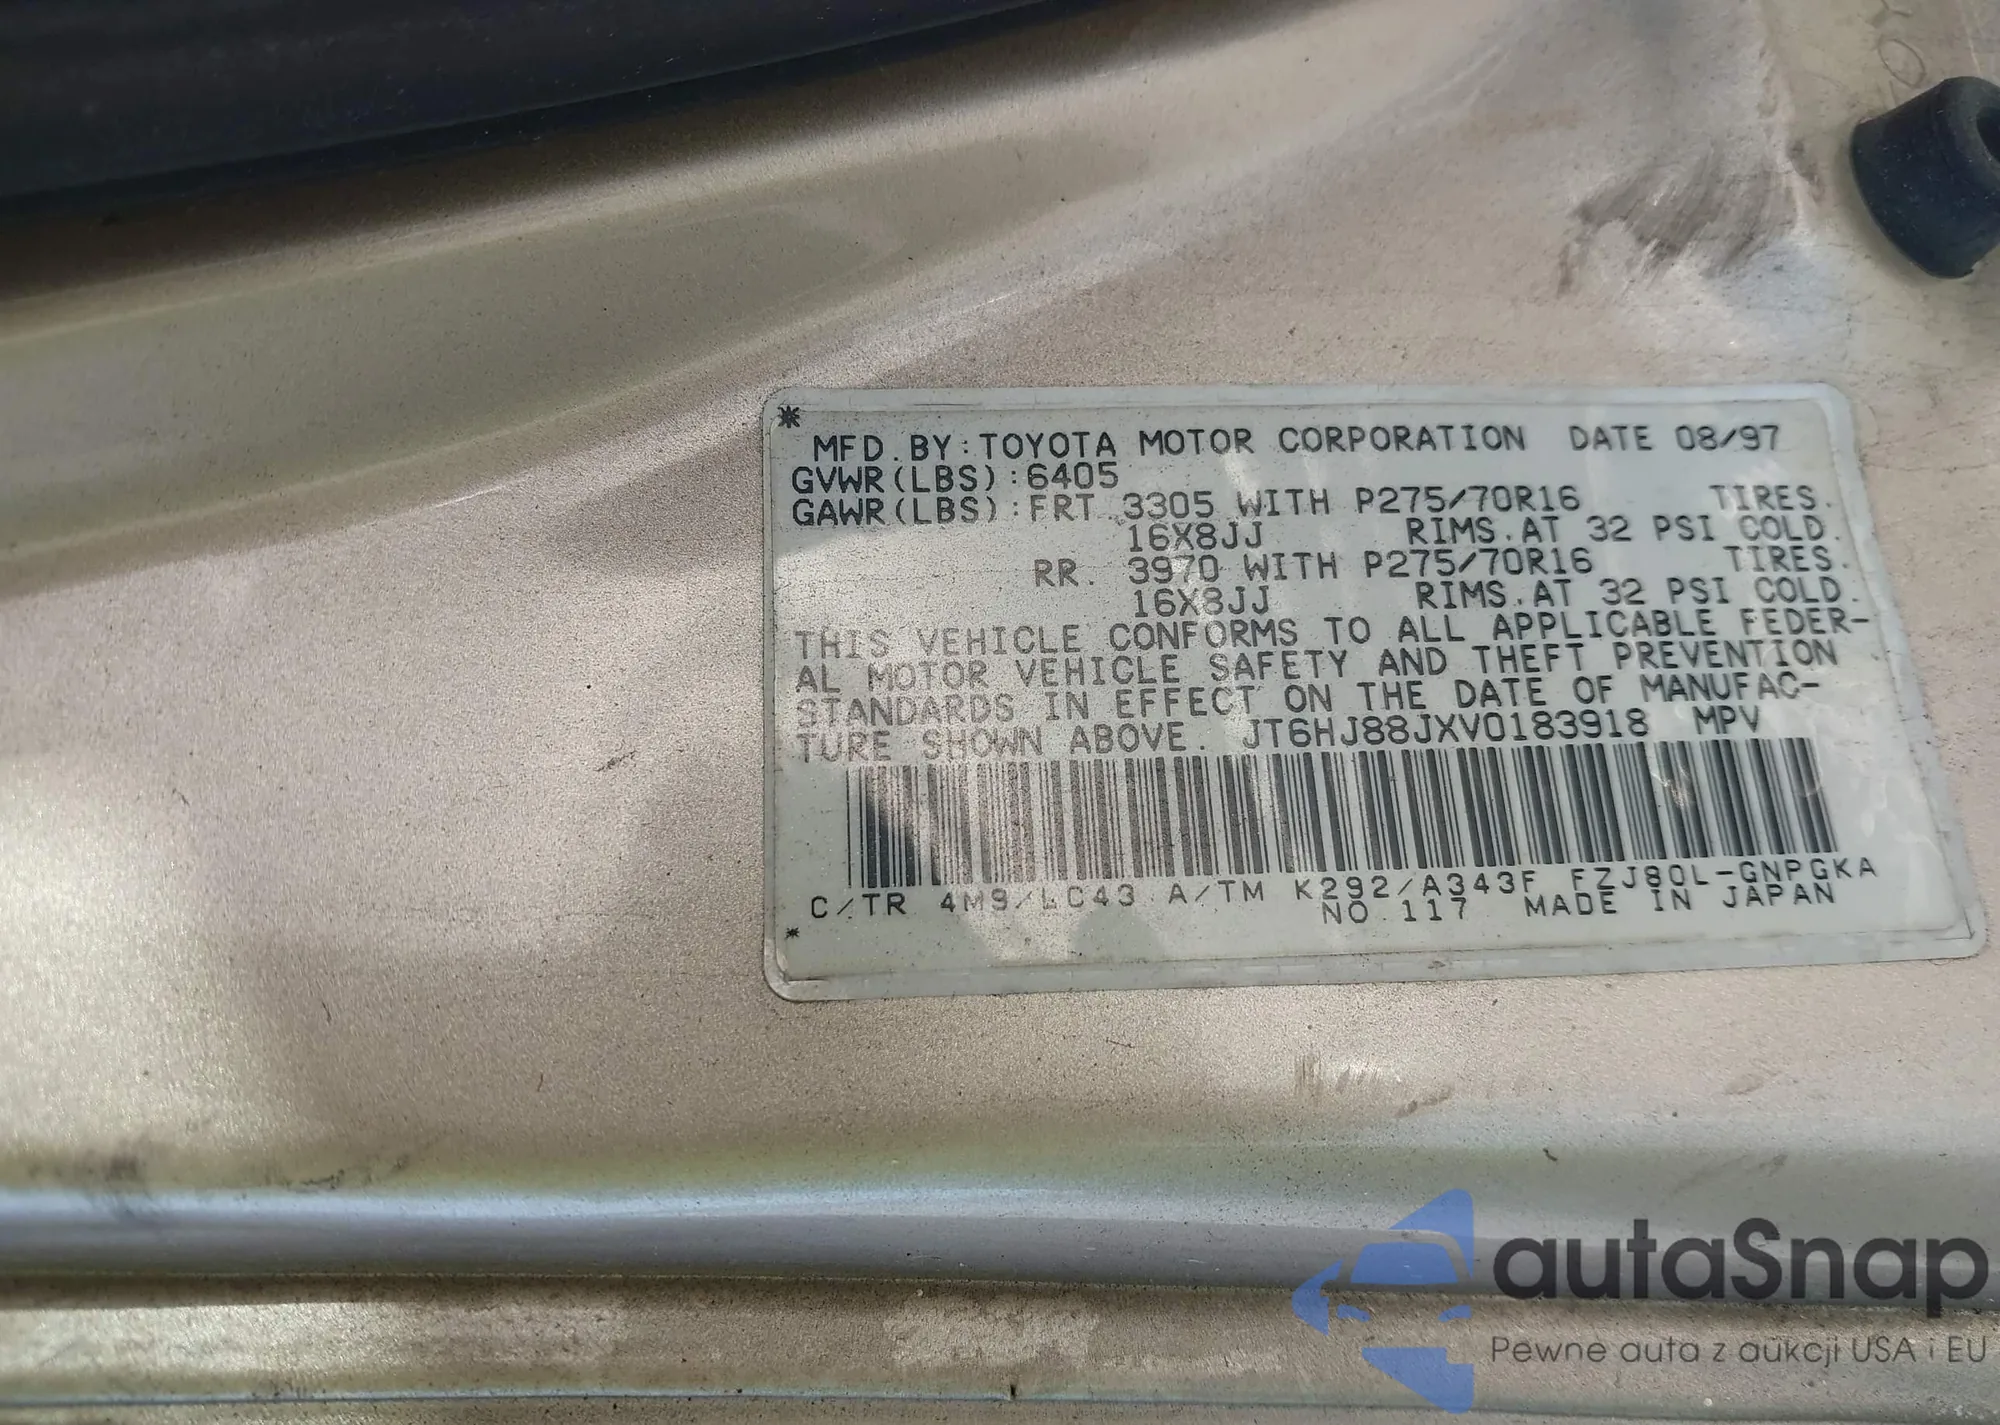 MFD.BY:TOYOTA MOTOR CORPORATION DATE 08/97
GVWR(LBS):6405
GAWR(LBS):FRT 3305 WITH P275/70R16 TIRES.
16X8JJ RIMS.AT 32 PSI COLD.
RR. 3970 WITH P275/70R16 TIRES.
16X8JJ RIMS.AT 32 PSI COLD.
THIS VEHICLE CONFORMS TO ALL APPLICABLE FEDER-
AL MOTOR VEHICLE SAFETY AND THEFT PREVENTION
STANDARDS IN EFFECT ON THE DATE OF MANUFAC-
TURE SHOWN ABOVE. JT6HJ88JXV0183918 MPV
C/TR 4M9/LC43 A/TM K292/A343F FZJ80L-GNPGKA
NO.117 MADE IN JAPAN
autaSnap
Pewne auta z aukcji USA i EU